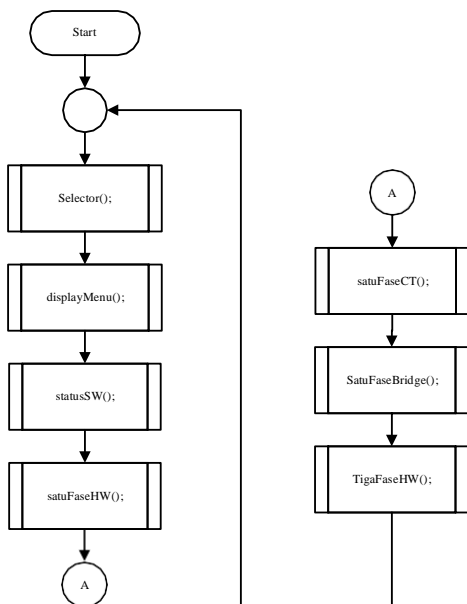 Start
Selector();
displayMenu();
statusSW();
satuFaseHW();
A
A
satuFaseCT();
SatuFaseBridge();
TigaFaseHW();